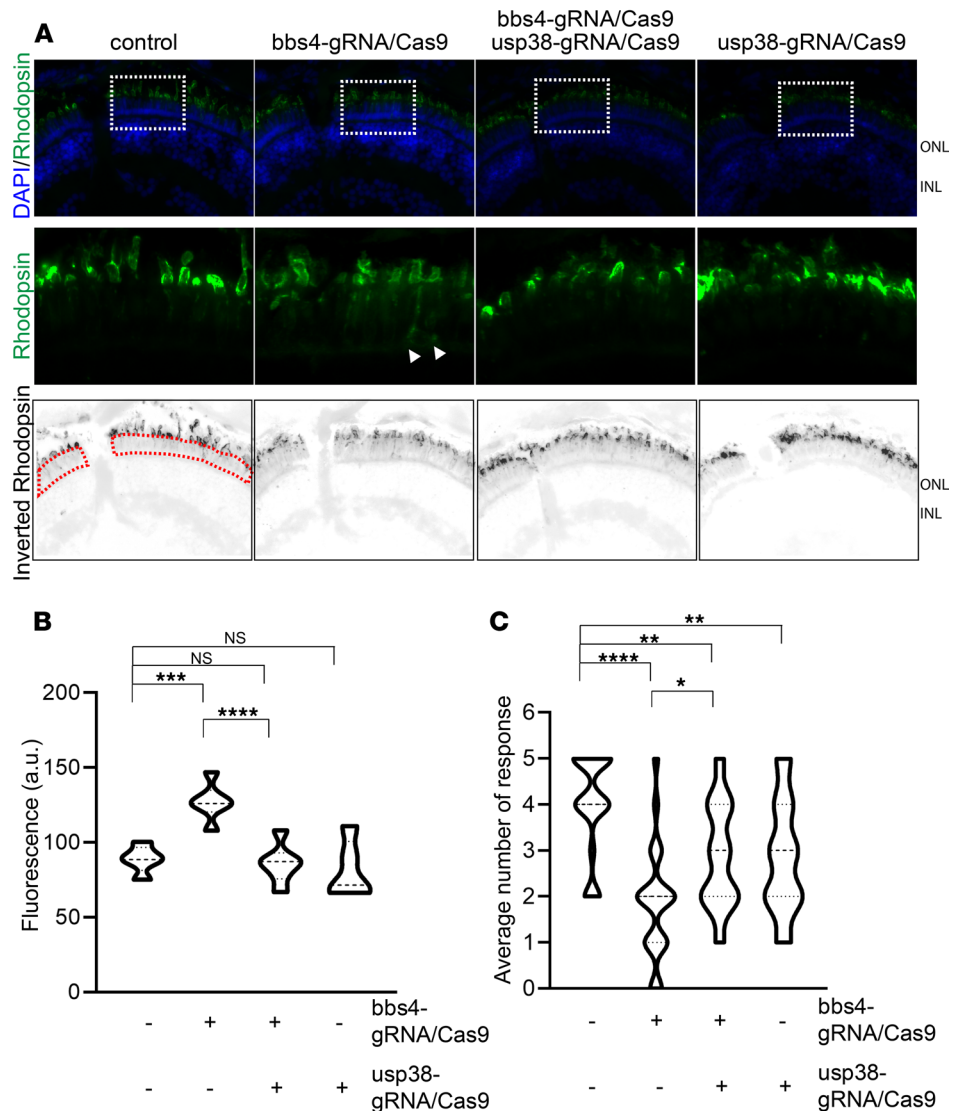 A
control
bbs4-gRNA/Cas9
bbs4-gRNA/Cas9
usp38-gRNA/Cas9
usp38-gRNA/Cas9
DAPI/Rhodopsin
ONL
INL
Rhodopsin
Inverted Rhodopsin
ONL
INL
B
NS
NS
***
****
200
150
100
50
0
Fluorescence (a.u.)
- + + - bbs4-
gRNA/Cas9
- - + + usp38-
gRNA/Cas9
C
**
**
****
*
6
5
4
3
2
1
0
Average number of response
- + + - bbs4-
gRNA/Cas9
- - + + usp38-
gRNA/Cas9